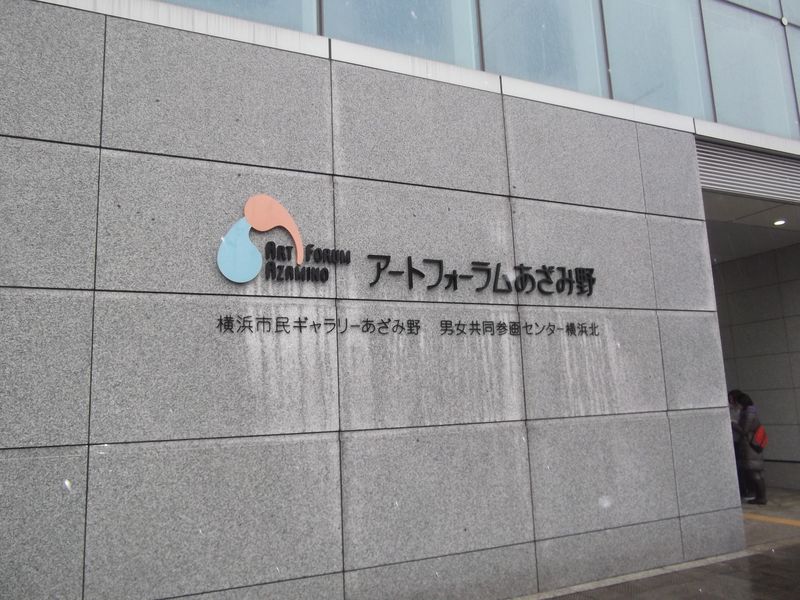 ART FORUM
AZAMINO
アートフォーラムあざみ野
横浜市民ギャラリーあざみ野　男女共同参画センター横浜北